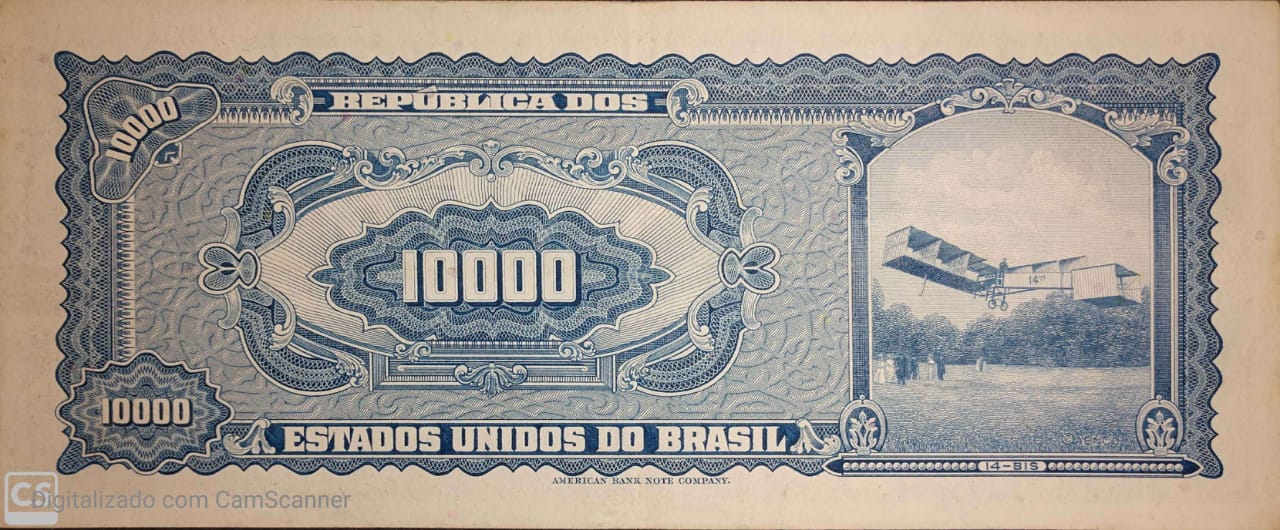 REPÚBLICA DOS
10000
10000
10000
ESTADOS UNIDOS DO BRASIL
14-BIS
AMERICAN BANK NOTE COMPANY.
CS Digitalizado com CamScanner